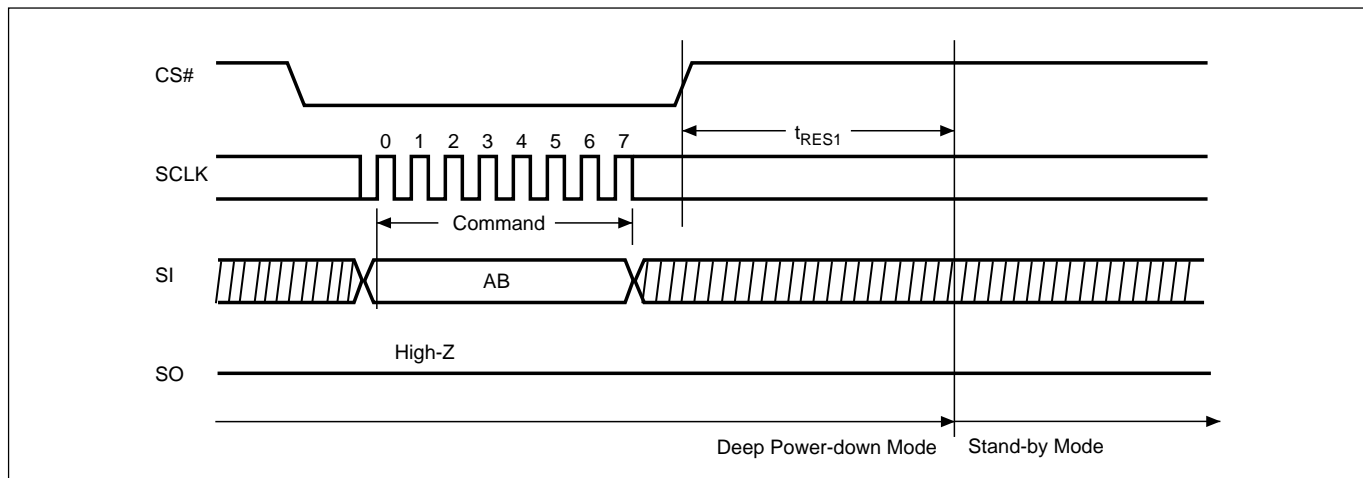 CS#
tRES1
0 1 2 3 4 5 6 7
SCLK
Command
SI
AB
High-Z
SO
Deep Power-down Mode
Stand-by Mode